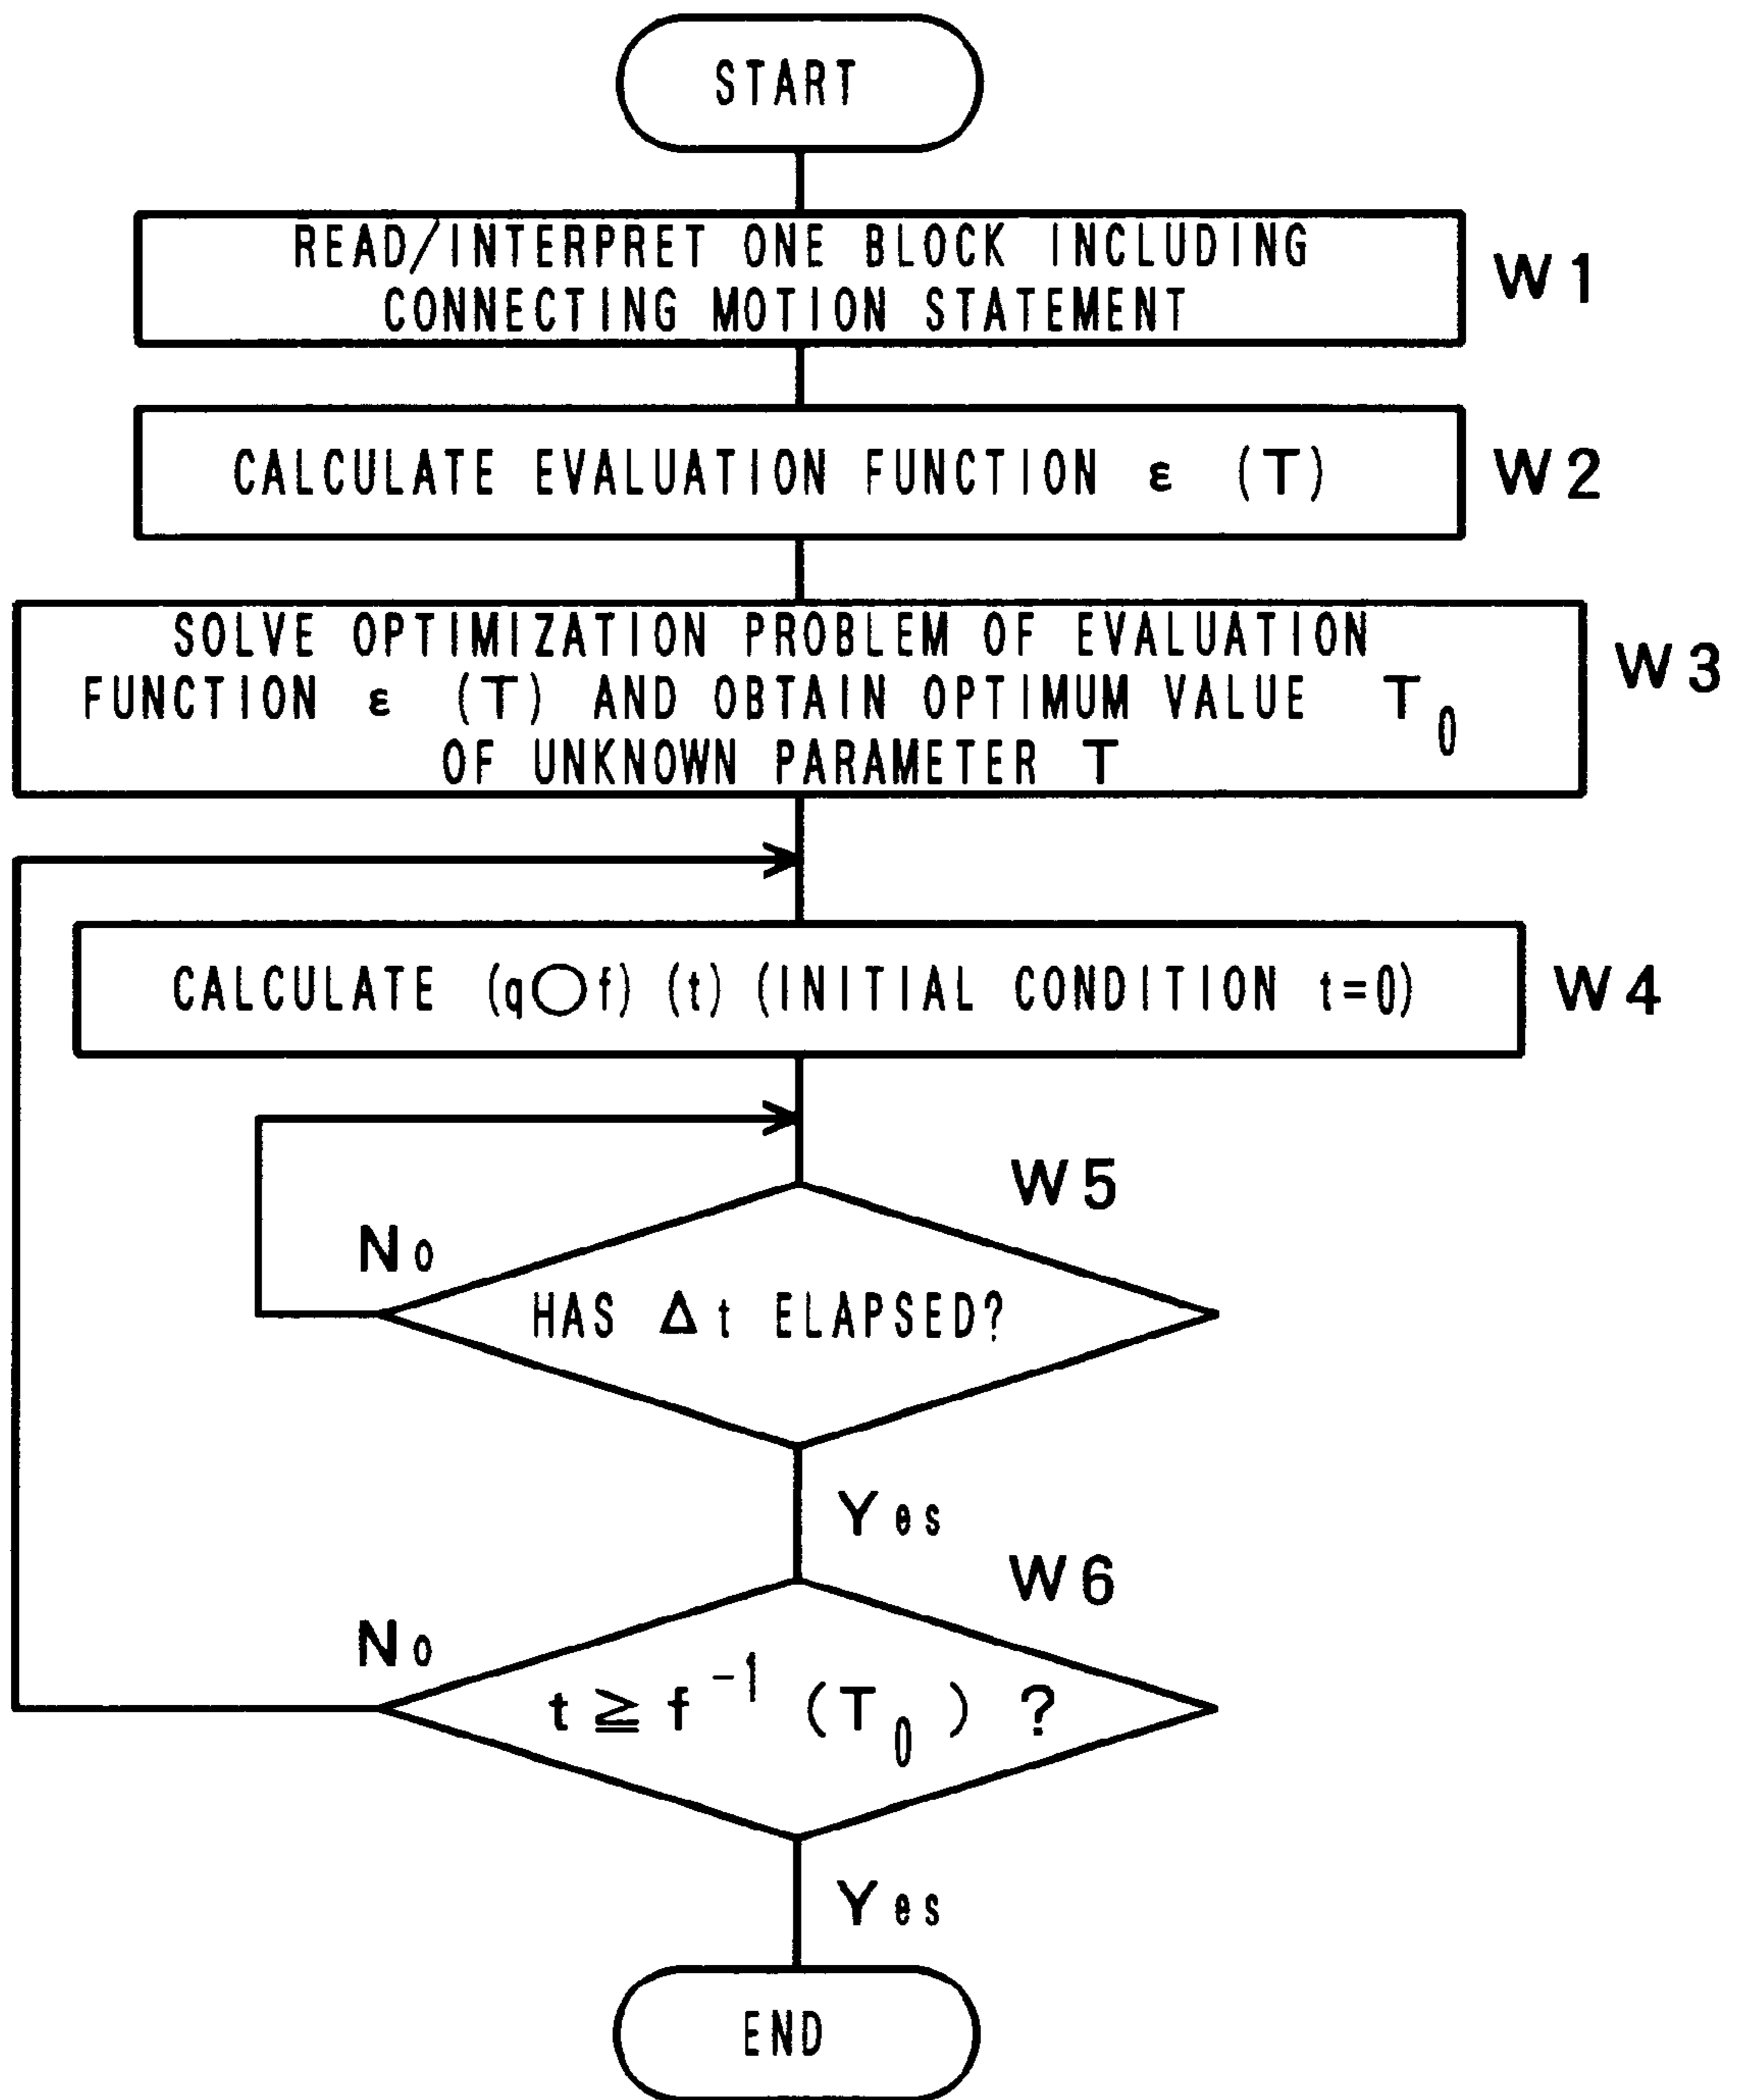 START
READ/INTERPRET ONE BLOCK INCLUDING
CONNECTING MOTION STATEMENT
W1
CALCULATE EVALUATION FUNCTION ε (T)
W2
SOLVE OPTIMIZATION PROBLEM OF EVALUATION
FUNCTION ε (T) AND OBTAIN OPTIMUM VALUE T₀
OF UNKNOWN PARAMETER T
W3
CALCULATE (q○f) (t) (INITIAL CONDITION t=0)
W4
W5
No
HAS Δt ELAPSED?
Yes
W6
No
t ≧ f⁻¹ (T₀) ?
Yes
END